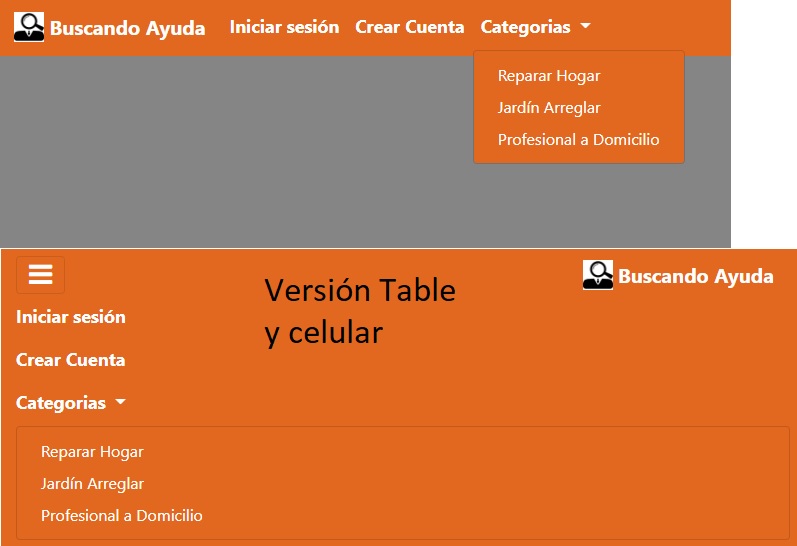 Buscando Ayuda Iniciar sesión Crear Cuenta Categorias
Reparar Hogar
Jardín Arreglar
Profesional a Domicilio
Buscando Ayuda
Versión Table
y celular
Iniciar sesión
Crear Cuenta
Categorias
Reparar Hogar
Jardín Arreglar
Profesional a Domicilio